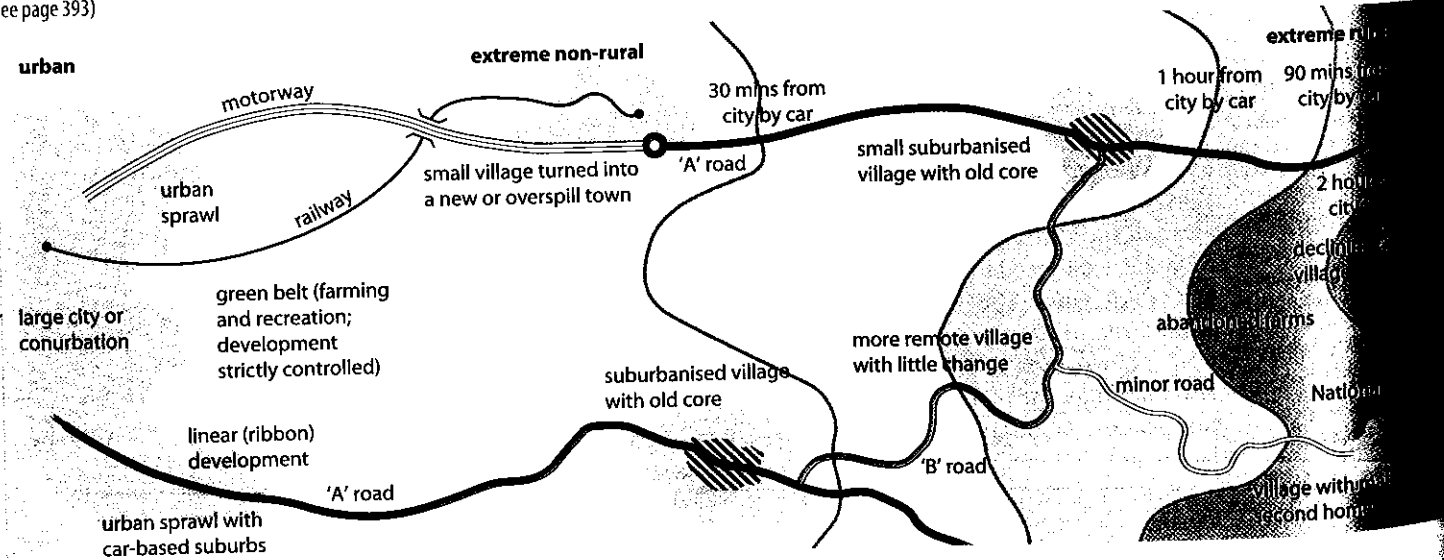 ee page 393)
urban
extreme non-rural
extreme
motorway
30 mins from
city by car
1 hour from
city by car
90 mins
city by
urban
sprawl
railway
small village turned into
a new or overspill town
'A' road
small suburbanised
village with old core
2
large city or
conurbation
green belt (farming
and recreation;
development
strictly controlled)
abandoned farms
more remote village
with little change
suburbanised village
with old core
minor road
linear (ribbon)
development
'A' road
'B' road
urban sprawl with
car-based suburbs
village with
second